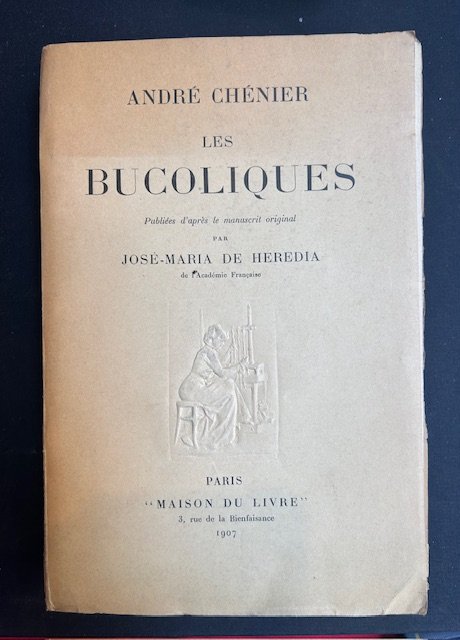 ANDRÉ CHÉNIER
LES
BUCOLIQUES
Publiées d'après le manuscrit original
PAR
JOSÉ-MARIA DE HEREDIA
de l'Académie Française
PARIS
"MAISON DU LIVRE"
3, rue de la Bienfaisance
1907